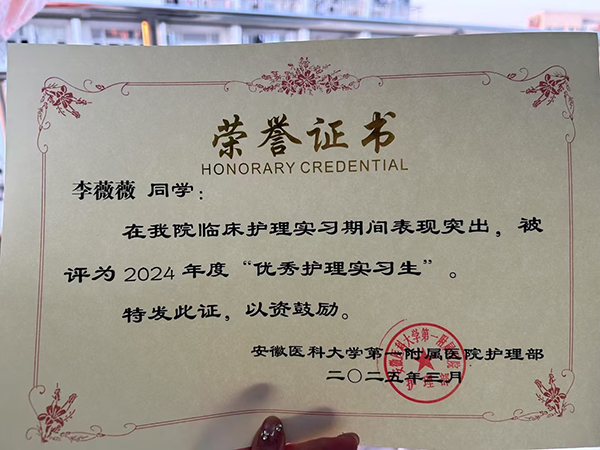 荣誉证书
HONORARY CREDENTIAL
李薇薇 同学：
在我院临床护理实习期间表现突出，被
评为 2024 年度“优秀护理实习生”。
特发此证，以资鼓励。
安徽医科大学第一附属医院护理部
二〇二五年三月